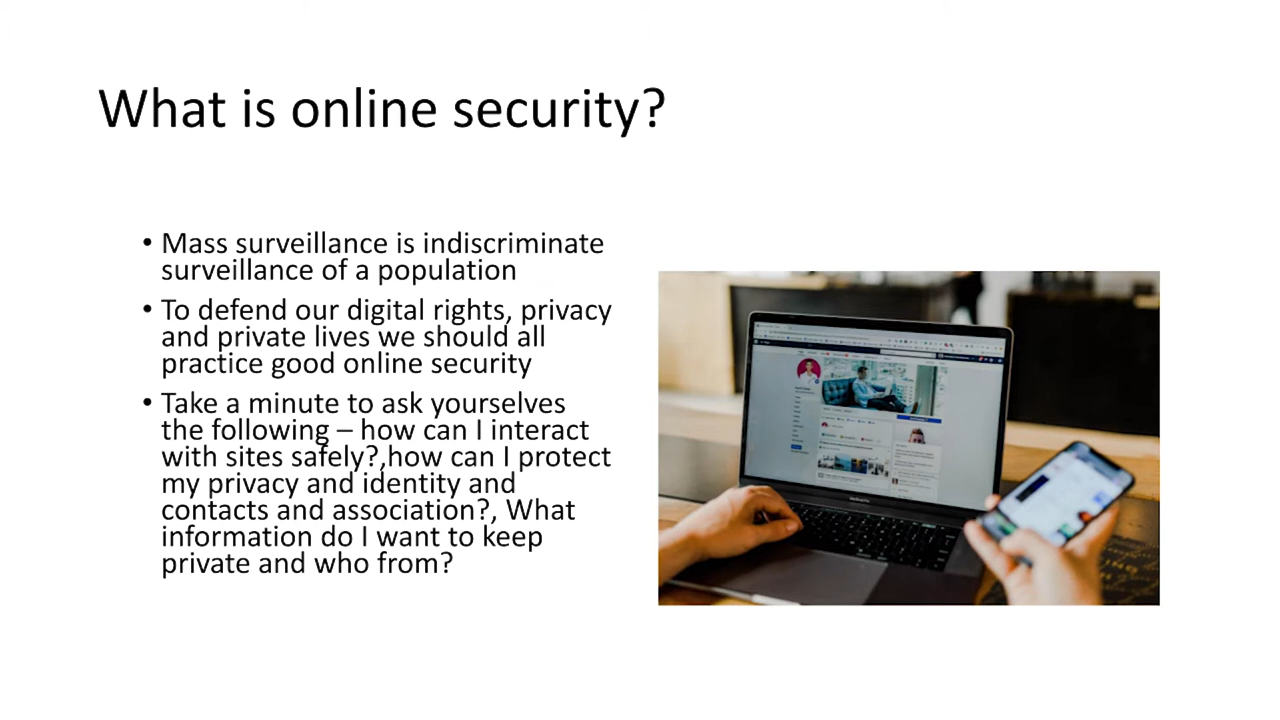 What is online security?
• Mass surveillance is indiscriminate
surveillance of a population
• To defend our digital rights, privacy
and private lives we should all
practice good online security
• Take a minute to ask yourselves
the following – how can I interact
with sites safely?,how can I protect
my privacy and identity and
contacts and association?, What
information do I want to keep
private and who from?